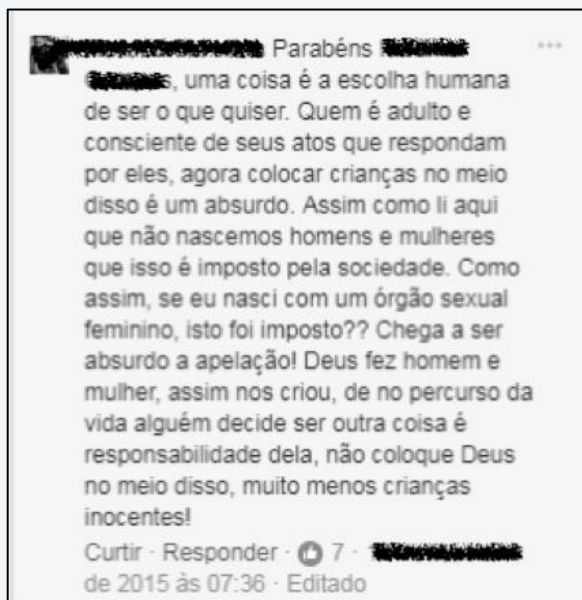 Parabéns
, uma coisa é a escolha humana
de ser o que quiser. Quem é adulto e
consciente de seus atos que respondam
por eles, agora colocar crianças no meio
disso é um absurdo. Assim como li aqui
que não nascemos homens e mulheres
que isso é imposto pela sociedade. Como
assim, se eu nasci com um órgão sexual
feminino, isto foi imposto?? Chega a ser
absurdo a apelação! Deus fez homem e
mulher, assim nos criou, de no percurso da
vida alguém decide ser outra coisa é
responsabilidade dela, não coloque Deus
no meio disso, muito menos crianças
inocentes!
Curtir · Responder · 7 ·
de 2015 às 07:36 · Editado